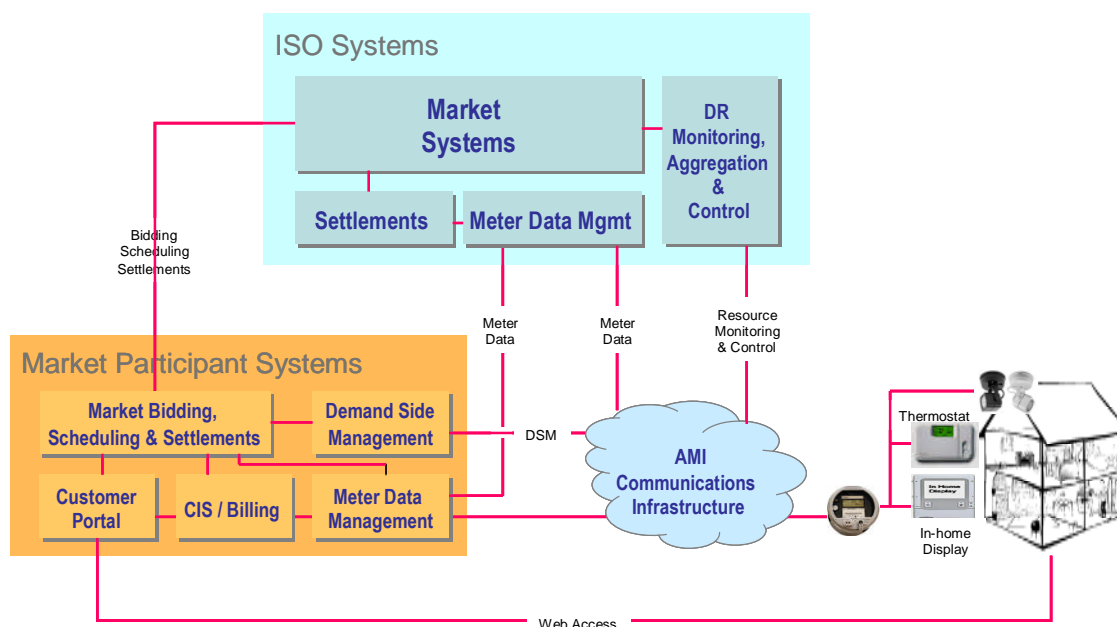 ISO Systems
Market
Systems
DR
Monitoring,
Aggregation
&
Control
Settlements
Meter Data Mgmt
Bidding
Scheduling
Settlements
Meter
Data
Meter
Data
Resource
Monitoring
& Control
Market Participant Systems
Market Bidding,
Scheduling & Settlements
Demand Side
Management
DSM
Customer
Portal
CIS / Billing
Meter Data
Management
AMI
Communications
Infrastructure
Thermostat
In Home
Display
In-home
Display
Web Access